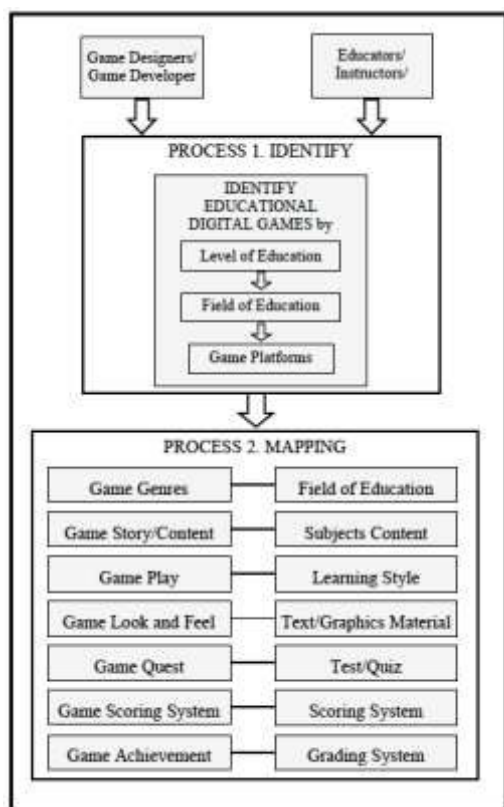 Game Designers/
Game Developer
Educators/
Instructors/
PROCESS 1. IDENTIFY
IDENTIFY
EDUCATIONAL
DIGITAL GAMES by
Level of Education
Field of Education
Game Platforms
PROCESS 2. MAPPING
Game Genres
Field of Education
Game Story/Content
Subjects Content
Game Play
Learning Style
Game Look and Feel
Text/Graphics Material
Game Quest
Test/Quiz
Game Scoring System
Scoring System
Game Achievement
Grading System